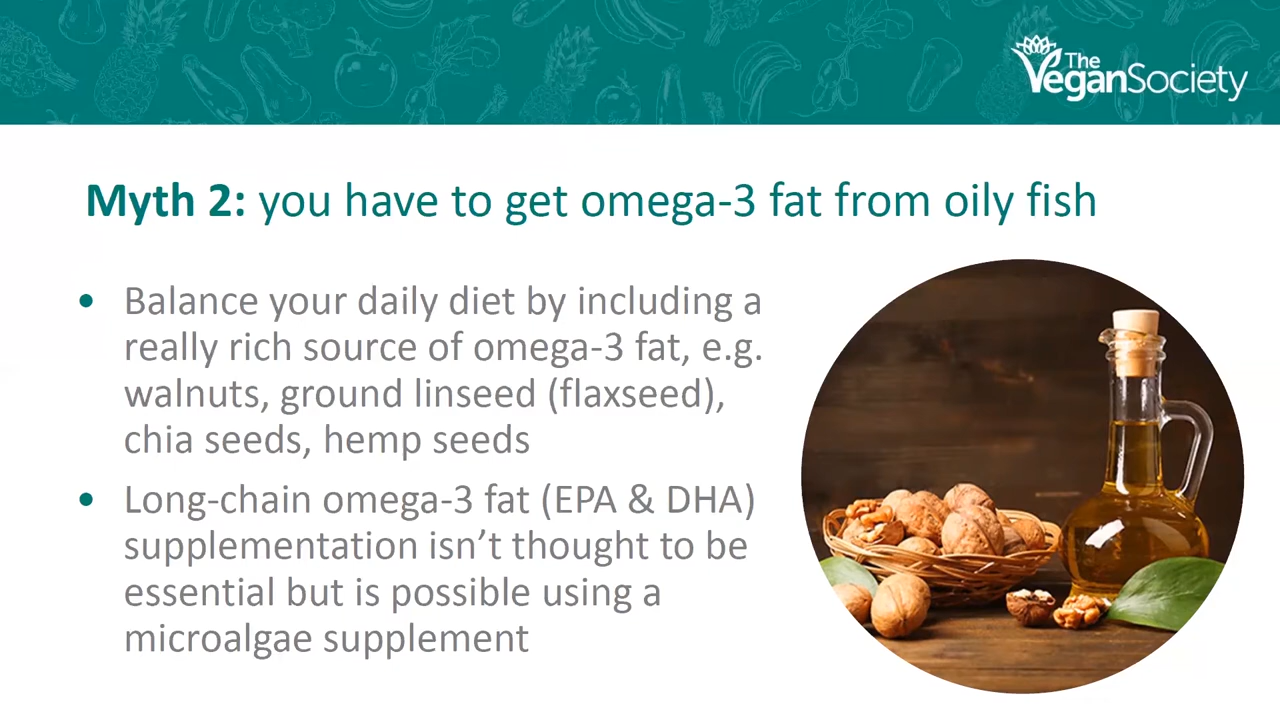 The
VeganSociety
Myth 2: you have to get omega-3 fat from oily fish
• Balance your daily diet by including a
really rich source of omega-3 fat, e.g.
walnuts, ground linseed (flaxseed),
chia seeds, hemp seeds
• Long-chain omega-3 fat (EPA & DHA)
supplementation isn’t thought to be
essential but is possible using a
microalgae supplement